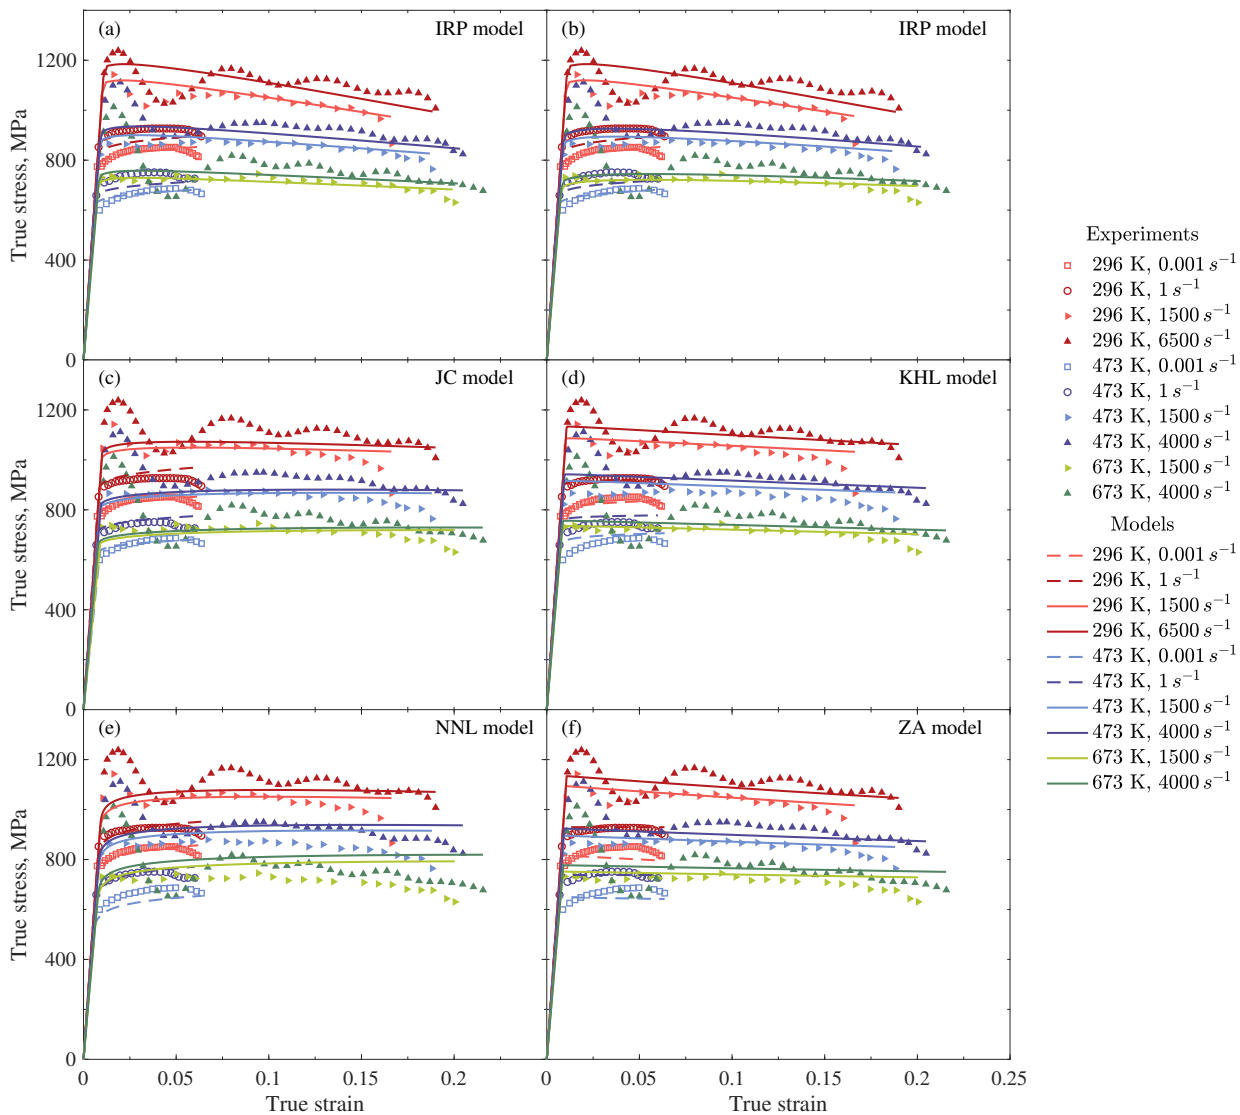 (a)
IRP model
(b)
IRP model
1200
800
400
0
True stress, MPa
(c)
JC model
(d)
KHL model
1200
800
400
0
True stress, MPa
(e)
NNL model
(f)
ZA model
1200
800
400
0
True stress, MPa
0
0.05
0.1
0.15
0.2
0
0.05
0.1
0.15
0.2
0.25
True strain
True strain
Experiments
296 K, 0.001 s⁻¹
296 K, 1 s⁻¹
296 K, 1500 s⁻¹
296 K, 6500 s⁻¹
473 K, 0.001 s⁻¹
473 K, 1 s⁻¹
473 K, 1500 s⁻¹
473 K, 4000 s⁻¹
673 K, 1500 s⁻¹
673 K, 4000 s⁻¹
Models
296 K, 0.001 s⁻¹
296 K, 1 s⁻¹
296 K, 1500 s⁻¹
296 K, 6500 s⁻¹
473 K, 0.001 s⁻¹
473 K, 1 s⁻¹
473 K, 1500 s⁻¹
473 K, 4000 s⁻¹
673 K, 1500 s⁻¹
673 K, 4000 s⁻¹